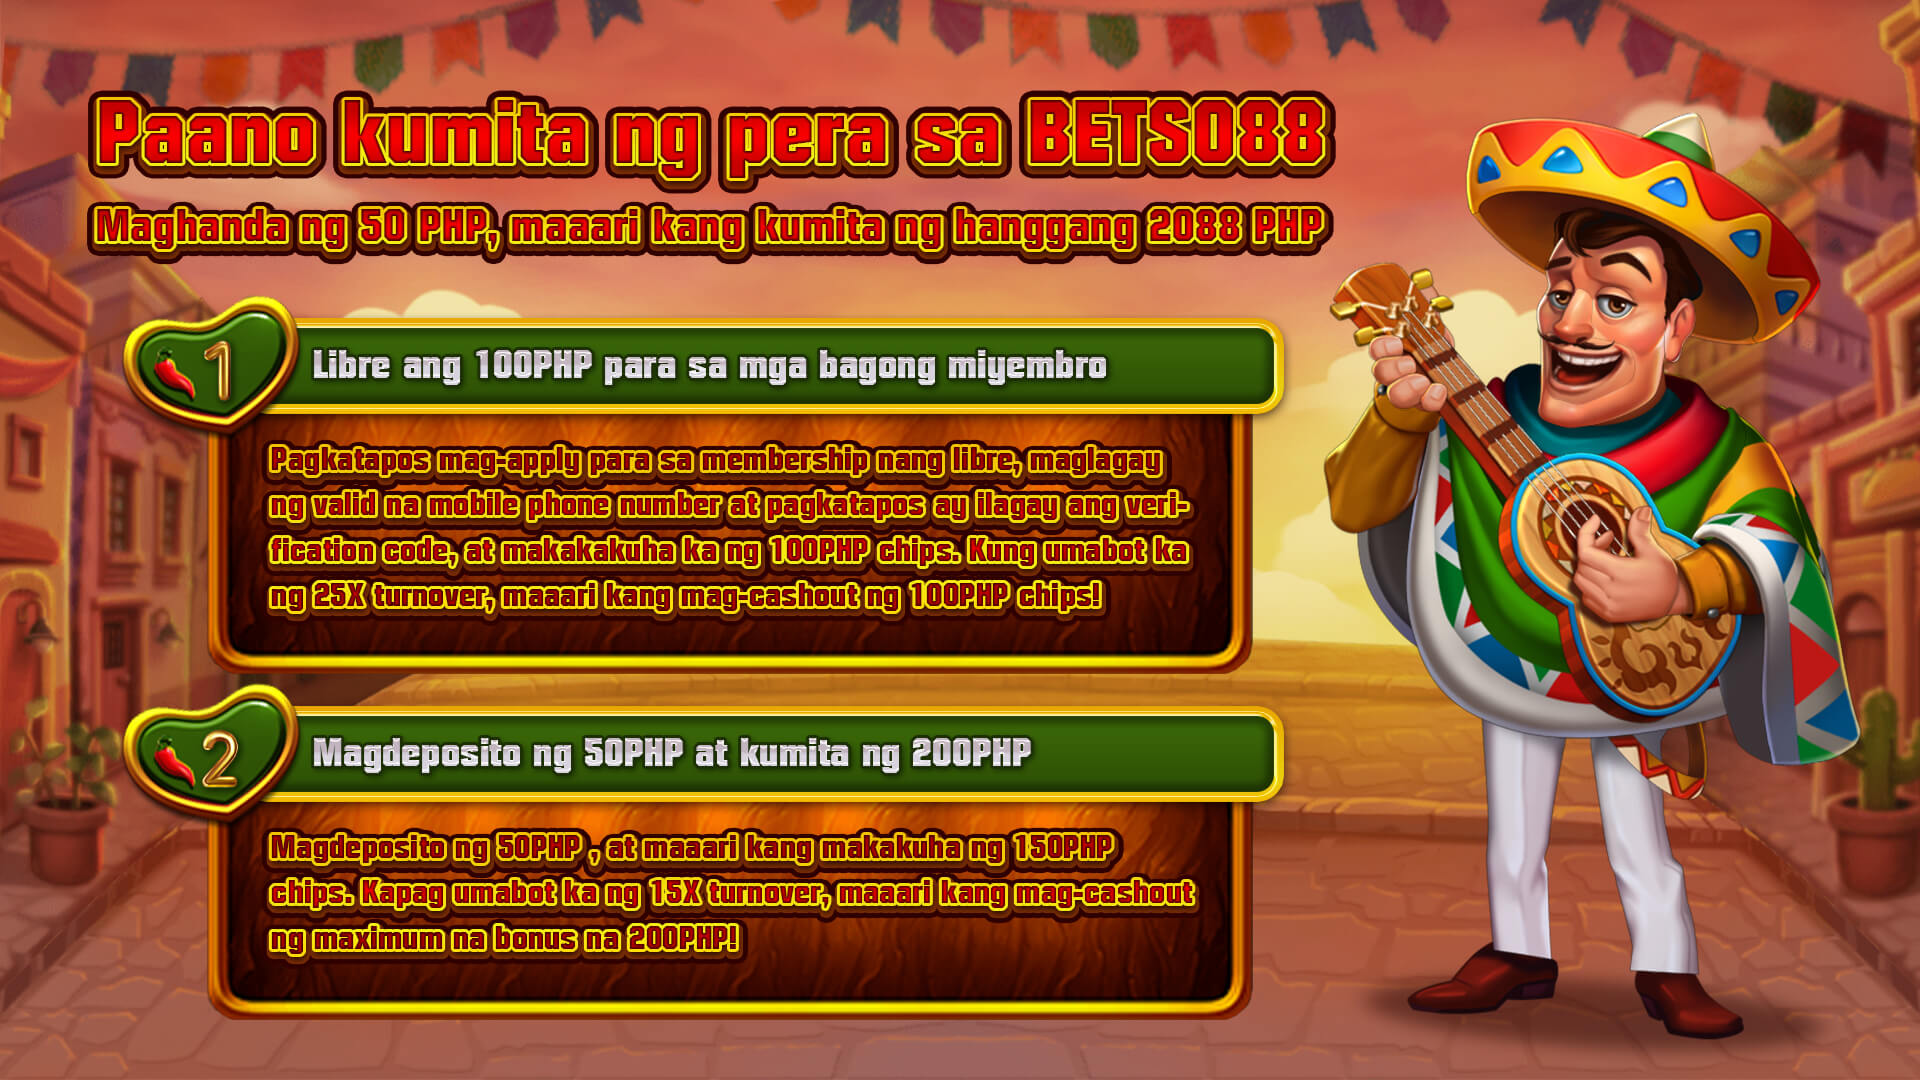 Paano kumita ng pera sa BETSO88
Maghanda ng 50 PHP, maaari kang kumita ng hanggang 2088 PHP
1
Libre ang 100PHP para sa mga bagong miyembro
Pagkatapos mag-apply para sa membership nang libre, maglagay
ng valid na mobile phone number at pagkatapos ay ilagay ang veri-
fication code, at makakakuha ka ng 100PHP chips. Kung umabot ka
ng 25X turnover, maaari kang mag-cashout ng 100PHP chips!
2
Magdeposito ng 50PHP at kumita ng 200PHP
Magdeposito ng 50PHP , at maaari kang makakuha ng 150PHP
chips. Kapag umabot ka ng 15X turnover, maaari kang mag-cashout
ng maximum na bonus na 200PHP!